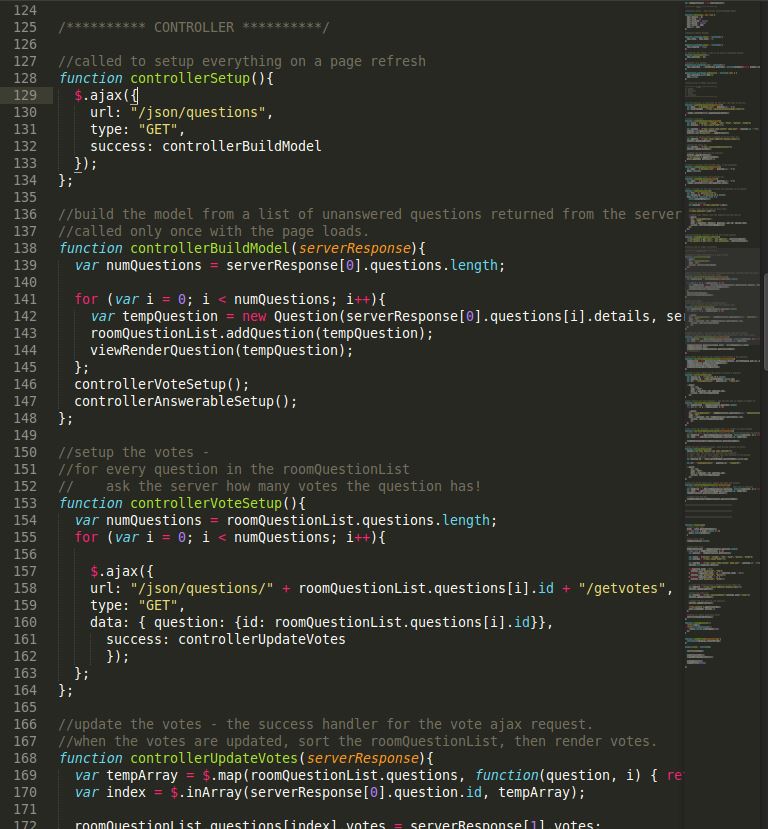 124
125 /********** CONTROLLER **********/
126
127 //called to setup everything on a page refresh
128 function controllerSetup(){
129   $.ajax({
130     url: "/json/questions",
131     type: "GET",
132     success: controllerBuildModel
133   });
134 };
135
136 //build the model from a list of unanswered questions returned from the server
137 //called only once with the page loads.
138 function controllerBuildModel(serverResponse){
139   var numQuestions = serverResponse[0].questions.length;
140
141   for (var i = 0; i < numQuestions; i++){
142     var tempQuestion = new Question(serverResponse[0].questions[i].details, ser
143     roomQuestionList.addQuestion(tempQuestion);
144     viewRenderQuestion(tempQuestion);
145   };
146   controllerVoteSetup();
147   controllerAnswerableSetup();
148 };
149
150 //setup the votes -
151 //for every question in the roomQuestionList
152 //    ask the server how many votes the question has!
153 function controllerVoteSetup(){
154   var numQuestions = roomQuestionList.questions.length;
155   for (var i = 0; i < numQuestions; i++){
156
157     $.ajax({
158     url: "/json/questions/" + roomQuestionList.questions[i].id + "/getvotes",
159     type: "GET",
160     data: { question: {id: roomQuestionList.questions[i].id}},
161       success: controllerUpdateVotes
162       });
163   };
164 };
165
166 //update the votes - the success handler for the vote ajax request.
167 //when the votes are updated, sort the roomQuestionList, then render votes.
168 function controllerUpdateVotes(serverResponse){
169   var tempArray = $.map(roomQuestionList.questions, function(question, i) { re
170   var index = $.inArray(serverResponse[0].question.id, tempArray);
171
172   roomQuestionList.questions[index].votes = serverResponse[1].votes;